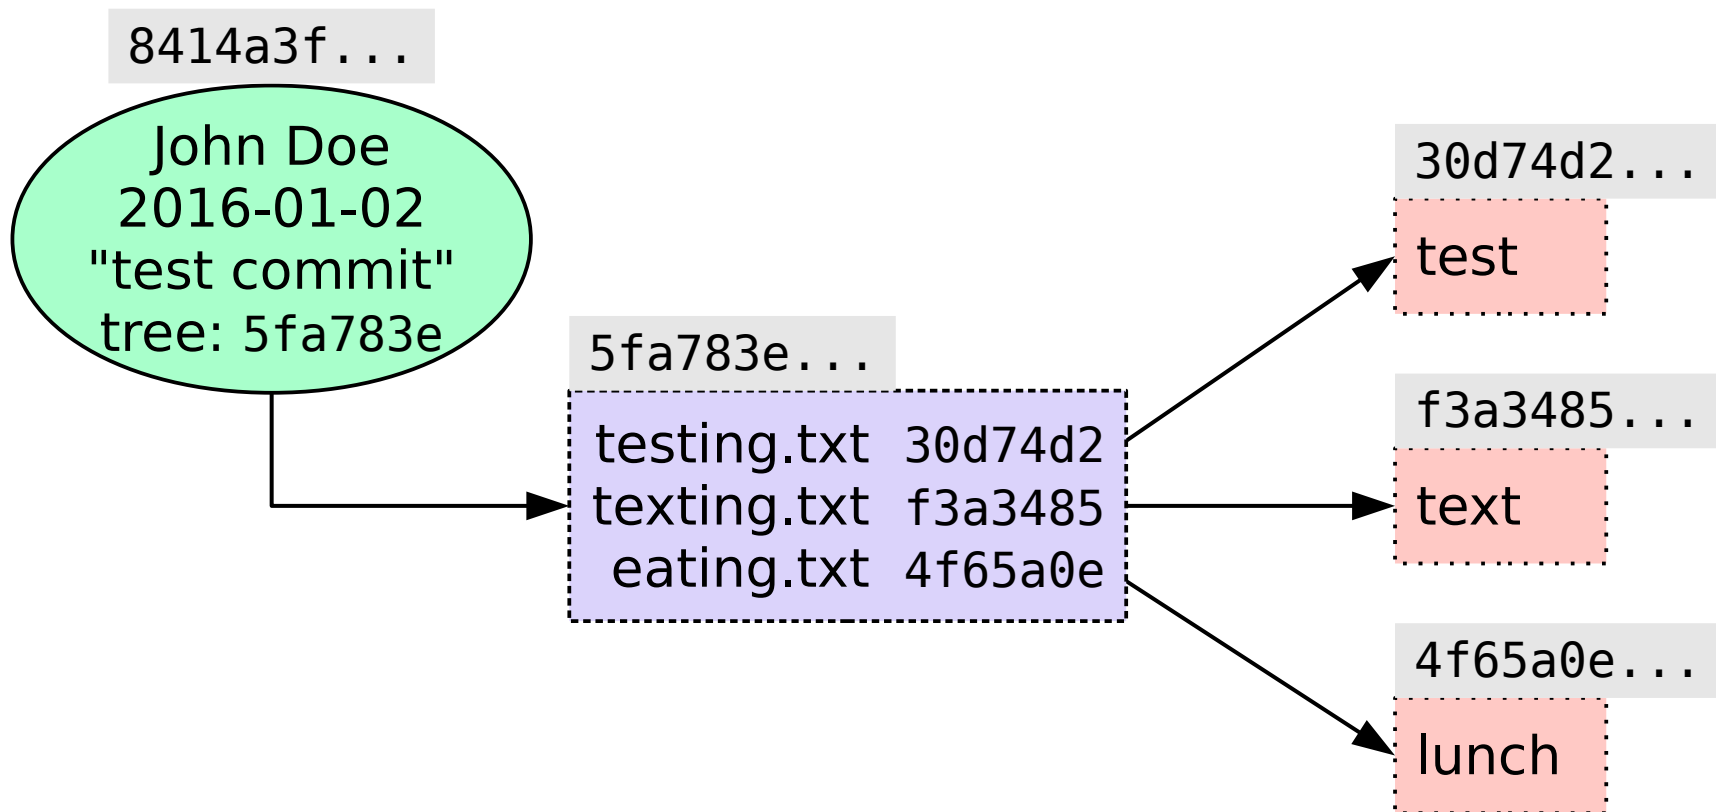 8414a3f...
John Doe
2016-01-02
"test commit"
tree: 5fa783e
5fa783e...
testing.txt 30d74d2
texting.txt f3a3485
eating.txt 4f65a0e
30d74d2...
test
f3a3485...
text
4f65a0e...
lunch